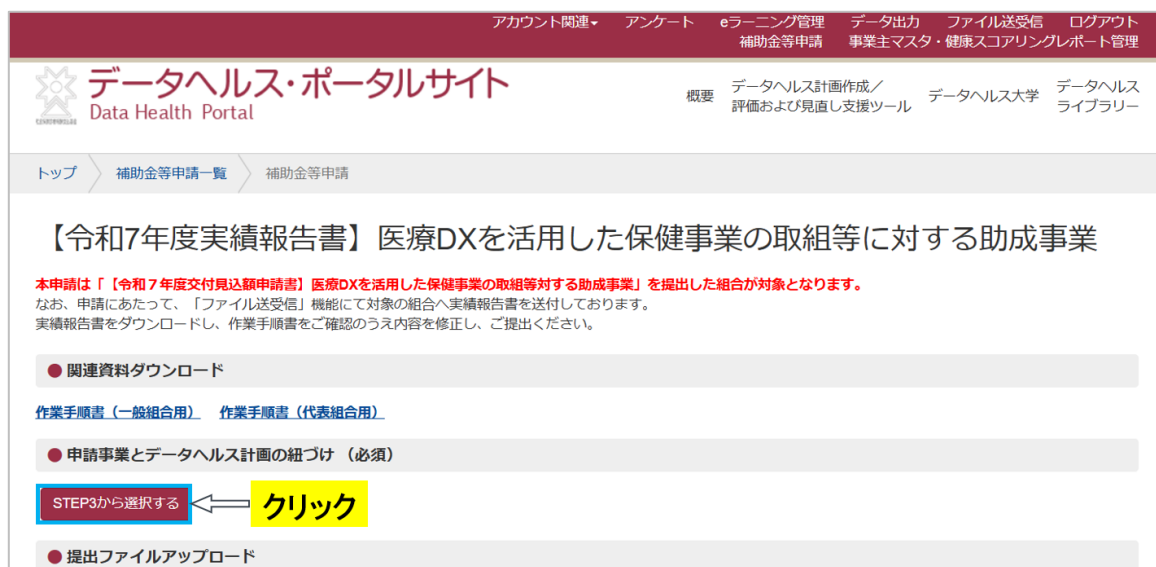 アカウント関連▾ アンケート eラーニング管理 データ出力 ファイル送受信 ログアウト
補助金等申請 事業主マスタ・健康スコアリングレポート管理
データヘルス・ポータルサイト
Data Health Portal
概要 データヘルス計画作成／ データヘルス大学 データヘルス
評価および見直し支援ツール ライブラリー
トップ 補助金等申請一覧 補助金等申請
【令和7年度実績報告書】医療DXを活用した保健事業の取組等に対する助成事業
本申請は「【令和７年度交付見込額申請書】医療DXを活用した保健事業の取組等対する助成事業」を提出した組合が対象となります。
なお、申請にあたって、「ファイル送受信」機能にて対象の組合へ実績報告書を送付しております。
実績報告書をダウンロードし、作業手順書をご確認のうえ内容を修正し、ご提出ください。
●関連資料ダウンロード
作業手順書（一般組合用） 作業手順書（代表組合用）
●申請事業とデータヘルス計画の紐づけ （必須）
STEP3から選択する クリック
●提出ファイルアップロード